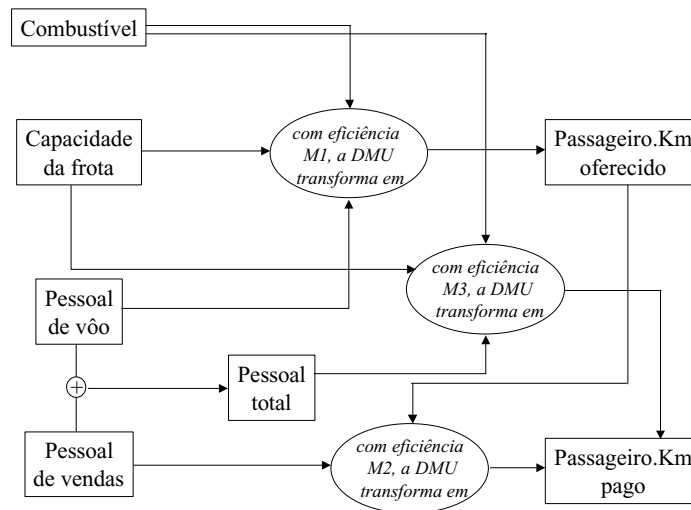 Combustível
Capacidade
da frota
com eficiência
M1, a DMU
transforma em
Passageiro.Km
oferecido
com eficiência
M3, a DMU
transforma em
Pessoal
de vôo
+
Pessoal
total
Pessoal
de vendas
com eficiência
M2, a DMU
transforma em
Passageiro.Km
pago